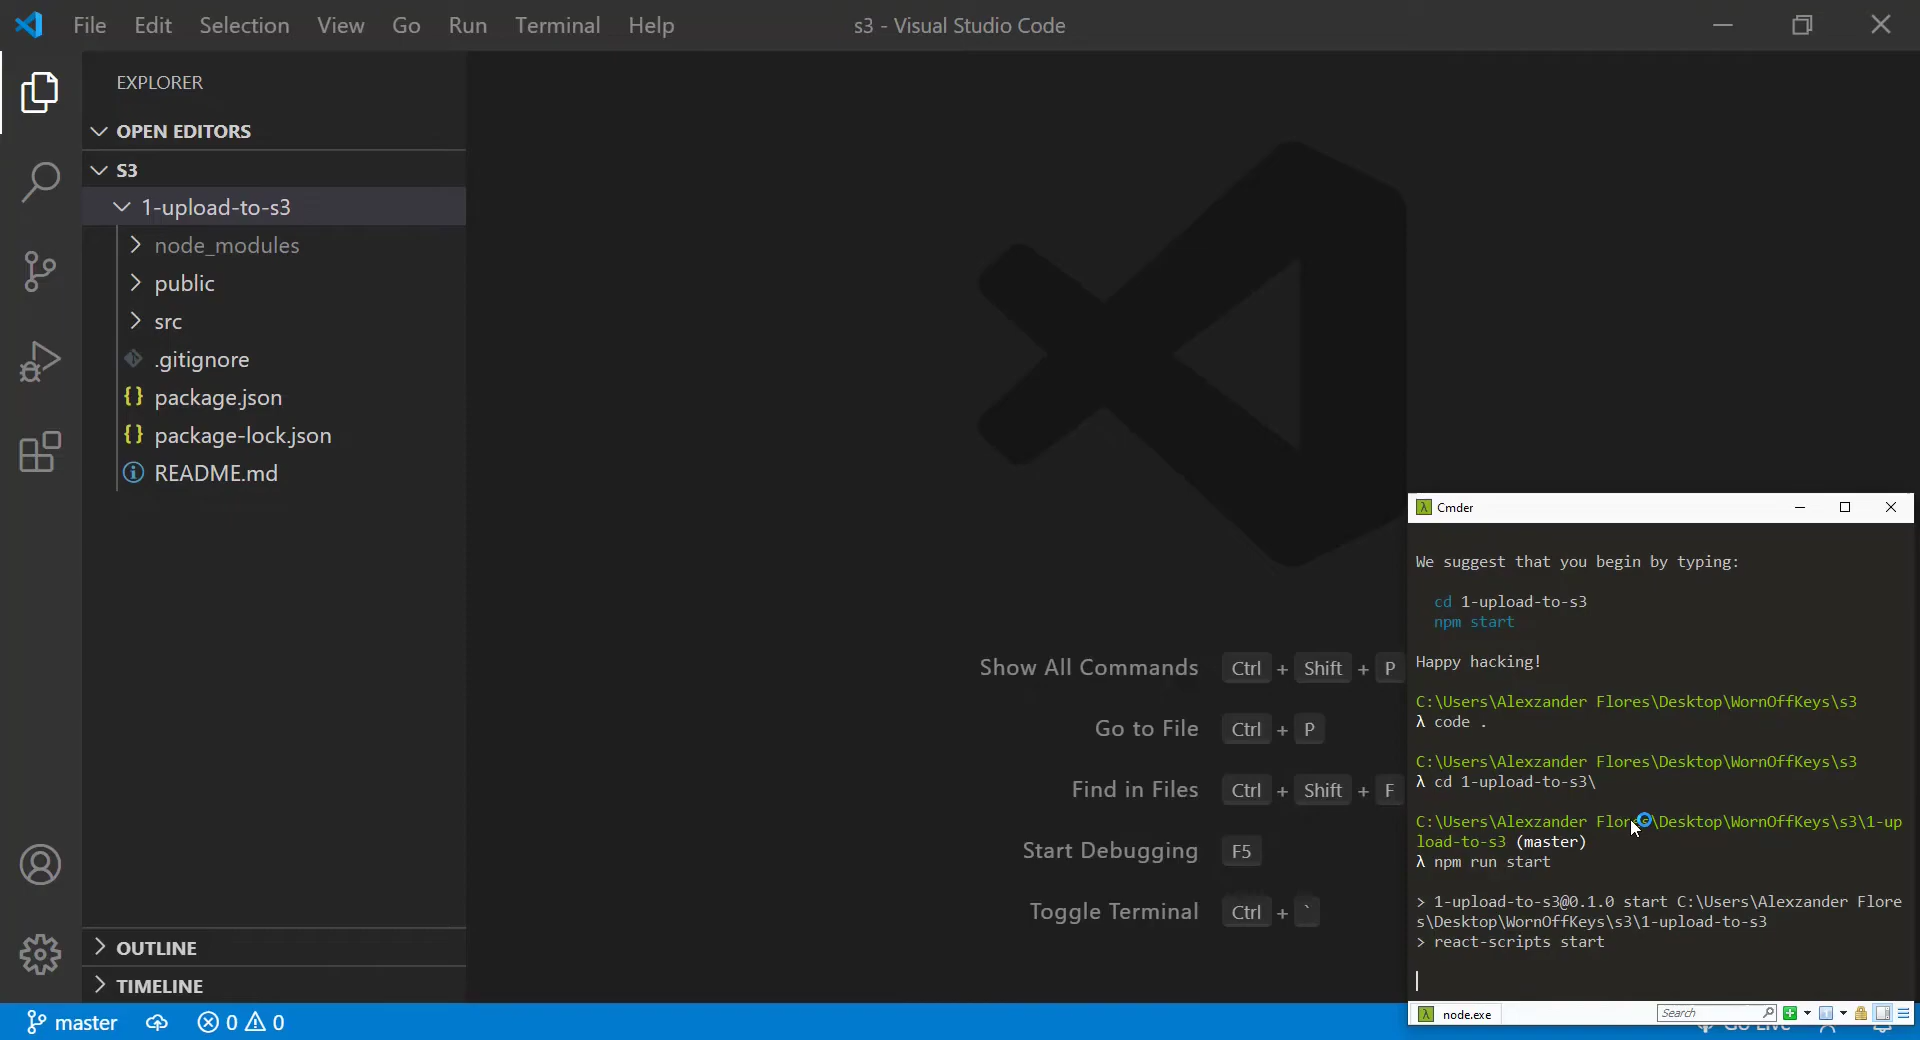 File Edit Selection View Go Run Terminal Help
s3 - Visual Studio Code
EXPLORER
OPEN EDITORS
S3
1-upload-to-s3
node_modules
public
src
.gitignore
{} package.json
{} package-lock.json
README.md
OUTLINE
TIMELINE
Show All Commands Ctrl + Shift + P
Go to File Ctrl + P
Find in Files Ctrl + Shift + F
Start Debugging F5
Toggle Terminal Ctrl + `
λ Cmder
We suggest that you begin by typing:
cd 1-upload-to-s3
npm start
Happy hacking!
C:\Users\Alexzander Flores\Desktop\WornOffKeys\s3
λ code .
C:\Users\Alexzander Flores\Desktop\WornOffKeys\s3
λ cd 1-upload-to-s3\
C:\Users\Alexzander Flores\Desktop\WornOffKeys\s3\1-up
load-to-s3 (master)
λ npm run start
> 1-upload-to-s3@0.1.0 start C:\Users\Alexzander Flore
s\Desktop\WornOffKeys\s3\1-upload-to-s3
> react-scripts start
λ node.exe
Search
master 0 0
Go Live